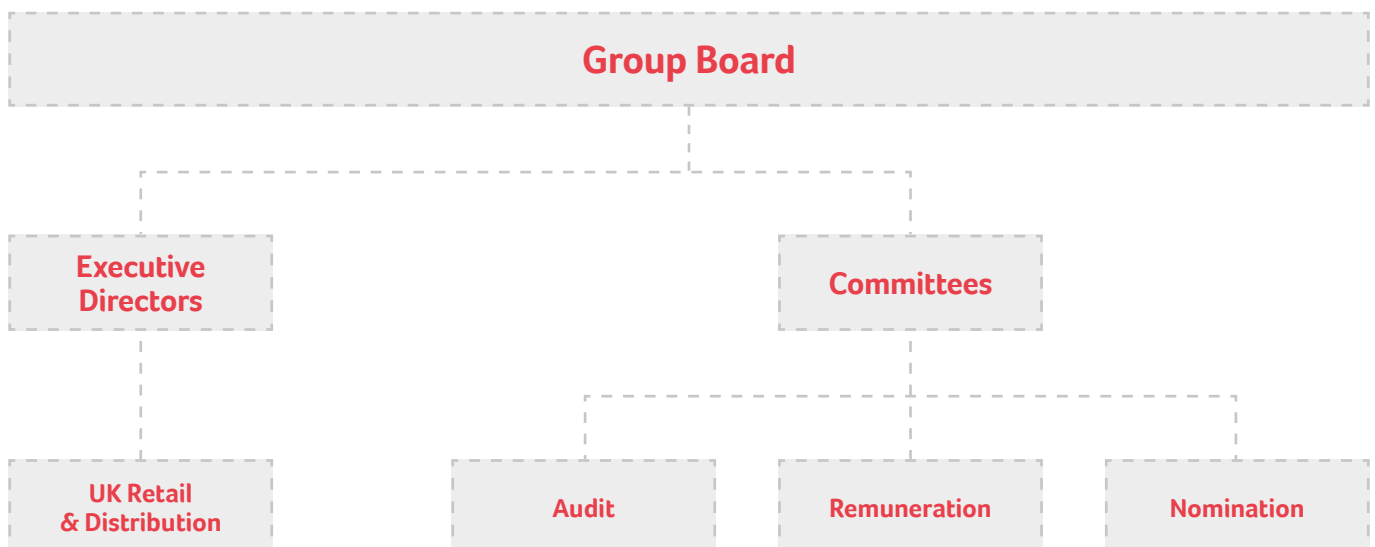 Group Board
Executive
Directors
Committees
UK Retail
& Distribution
Audit
Remuneration
Nomination